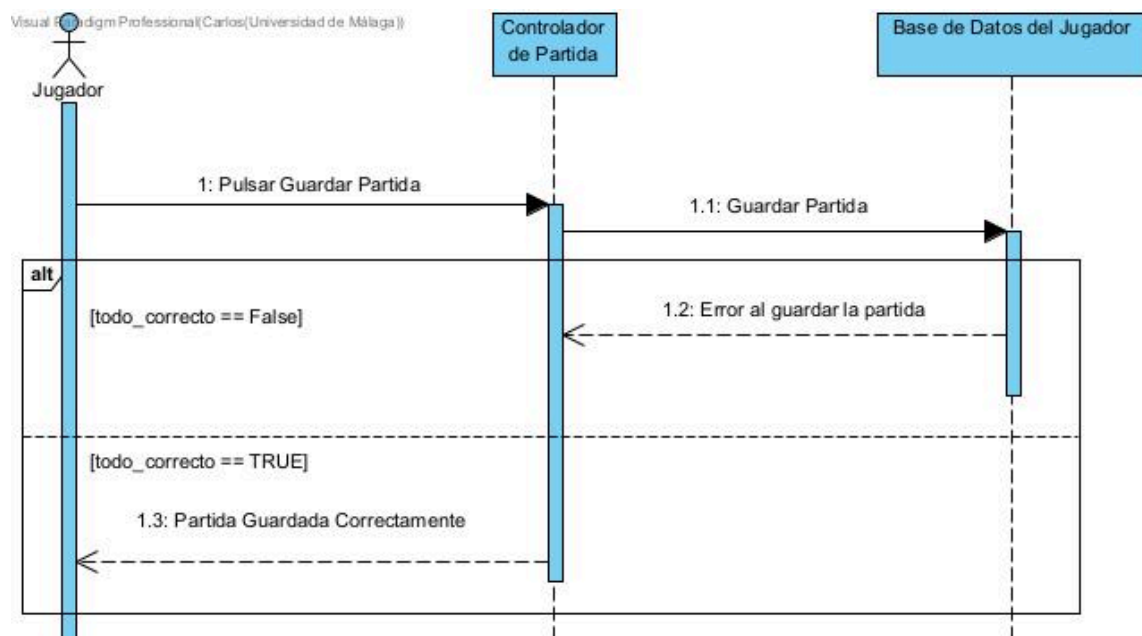 Visual Paradigm Professional(Carlos(Universidad de Málaga))
Jugador
Controlador
de Partida
Base de Datos del Jugador
1: Pulsar Guardar Partida
1.1: Guardar Partida
alt
[todo_correcto == False]
1.2: Error al guardar la partida
[todo_correcto == TRUE]
1.3: Partida Guardada Correctamente